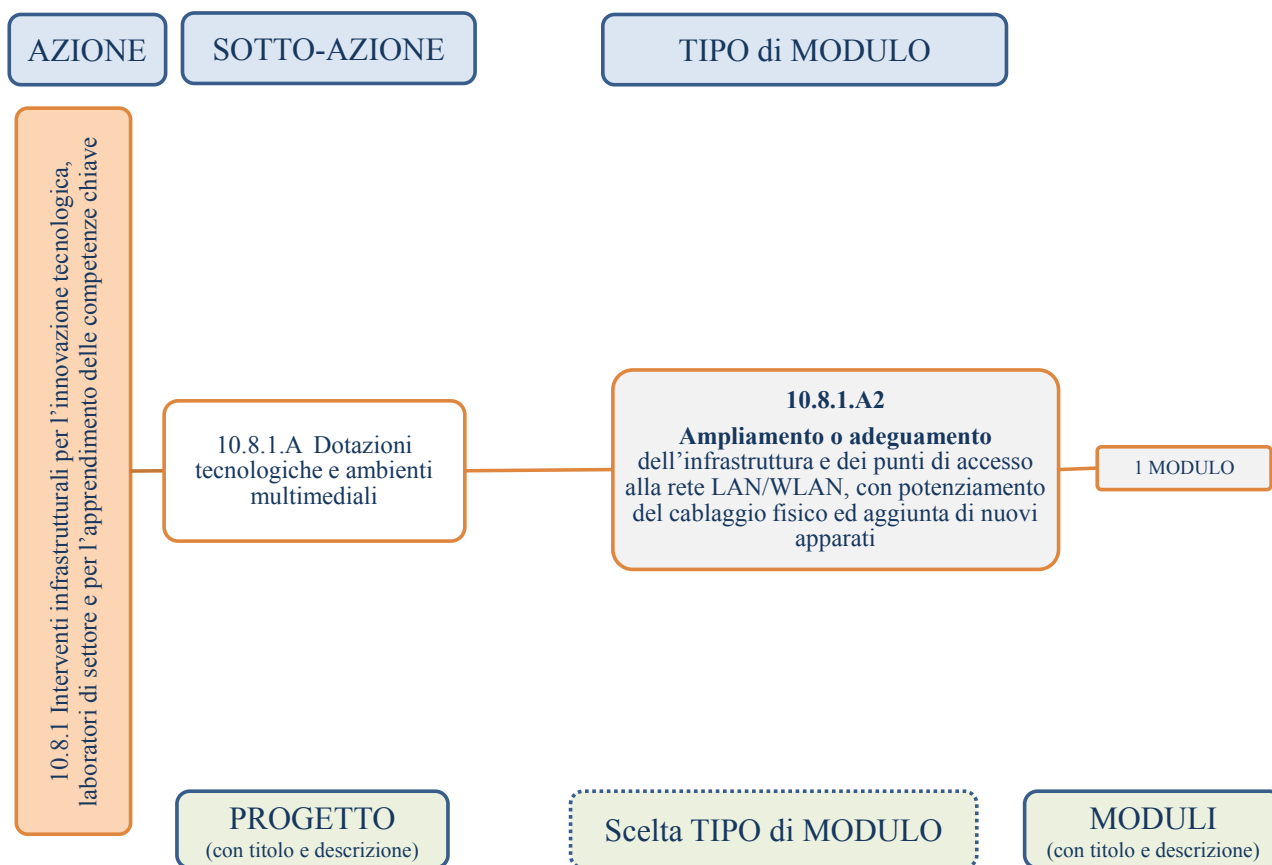 AZIONE
SOTTO-AZIONE
TIPO di MODULO
10.8.1 Interventi infrastrutturali per l’innovazione tecnologica,
laboratori di settore e per l’apprendimento delle competenze chiave
10.8.1.A  Dotazioni
tecnologiche e ambienti
multimediali
10.8.1.A2
Ampliamento o adeguamento
dell’infrastruttura e dei punti di accesso
alla rete LAN/WLAN, con potenziamento
del cablaggio fisico ed aggiunta di nuovi
apparati
1 MODULO
PROGETTO
(con titolo e descrizione)
Scelta TIPO di MODULO
MODULI
(con titolo e descrizione)